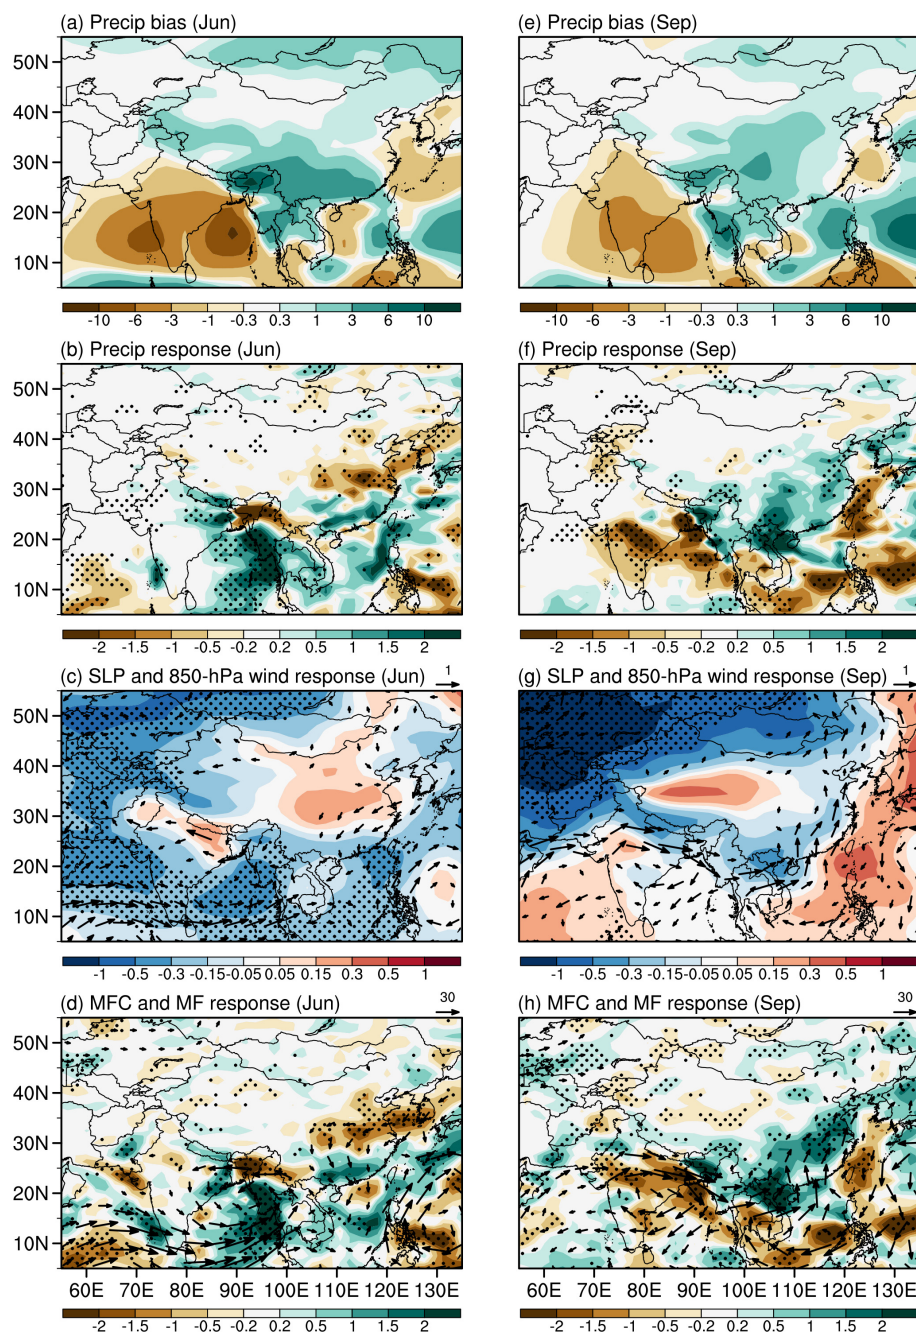 (a) Precip bias (Jun)
50N
40N
30N
20N
10N
-10 -6 -3 -1 -0.3 0.3 1 3 6 10
(e) Precip bias (Sep)
-10 -6 -3 -1 -0.3 0.3 1 3 6 10
(b) Precip response (Jun)
50N
40N
30N
20N
10N
-2 -1.5 -1 -0.5 -0.2 0.2 0.5 1 1.5 2
(f) Precip response (Sep)
-2 -1.5 -1 -0.5 -0.2 0.2 0.5 1 1.5 2
(c) SLP and 850-hPa wind response (Jun) 1
50N
40N
30N
20N
10N
-1 -0.5 -0.3 -0.15 -0.05 0.05 0.15 0.3 0.5 1
(g) SLP and 850-hPa wind response (Sep) 1
-1 -0.5 -0.3 -0.15 -0.05 0.05 0.15 0.3 0.5 1
(d) MFC and MF response (Jun) 30
50N
40N
30N
20N
10N
60E 70E 80E 90E 100E 110E 120E 130E
-2 -1.5 -1 -0.5 -0.2 0.2 0.5 1 1.5 2
(h) MFC and MF response (Sep) 30
60E 70E 80E 90E 100E 110E 120E 130E
-2 -1.5 -1 -0.5 -0.2 0.2 0.5 1 1.5 2